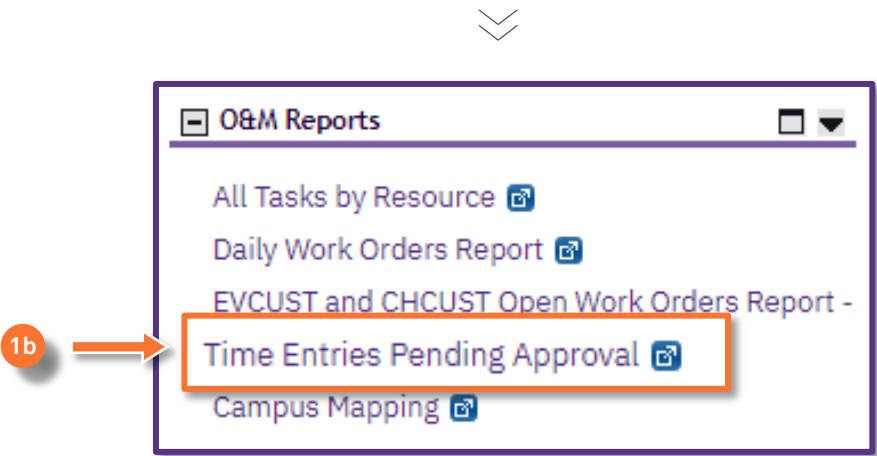 O&M Reports
All Tasks by Resource
Daily Work Orders Report
EVCUST and CHCUST Open Work Orders Report -
1b
Time Entries Pending Approval
Campus Mapping